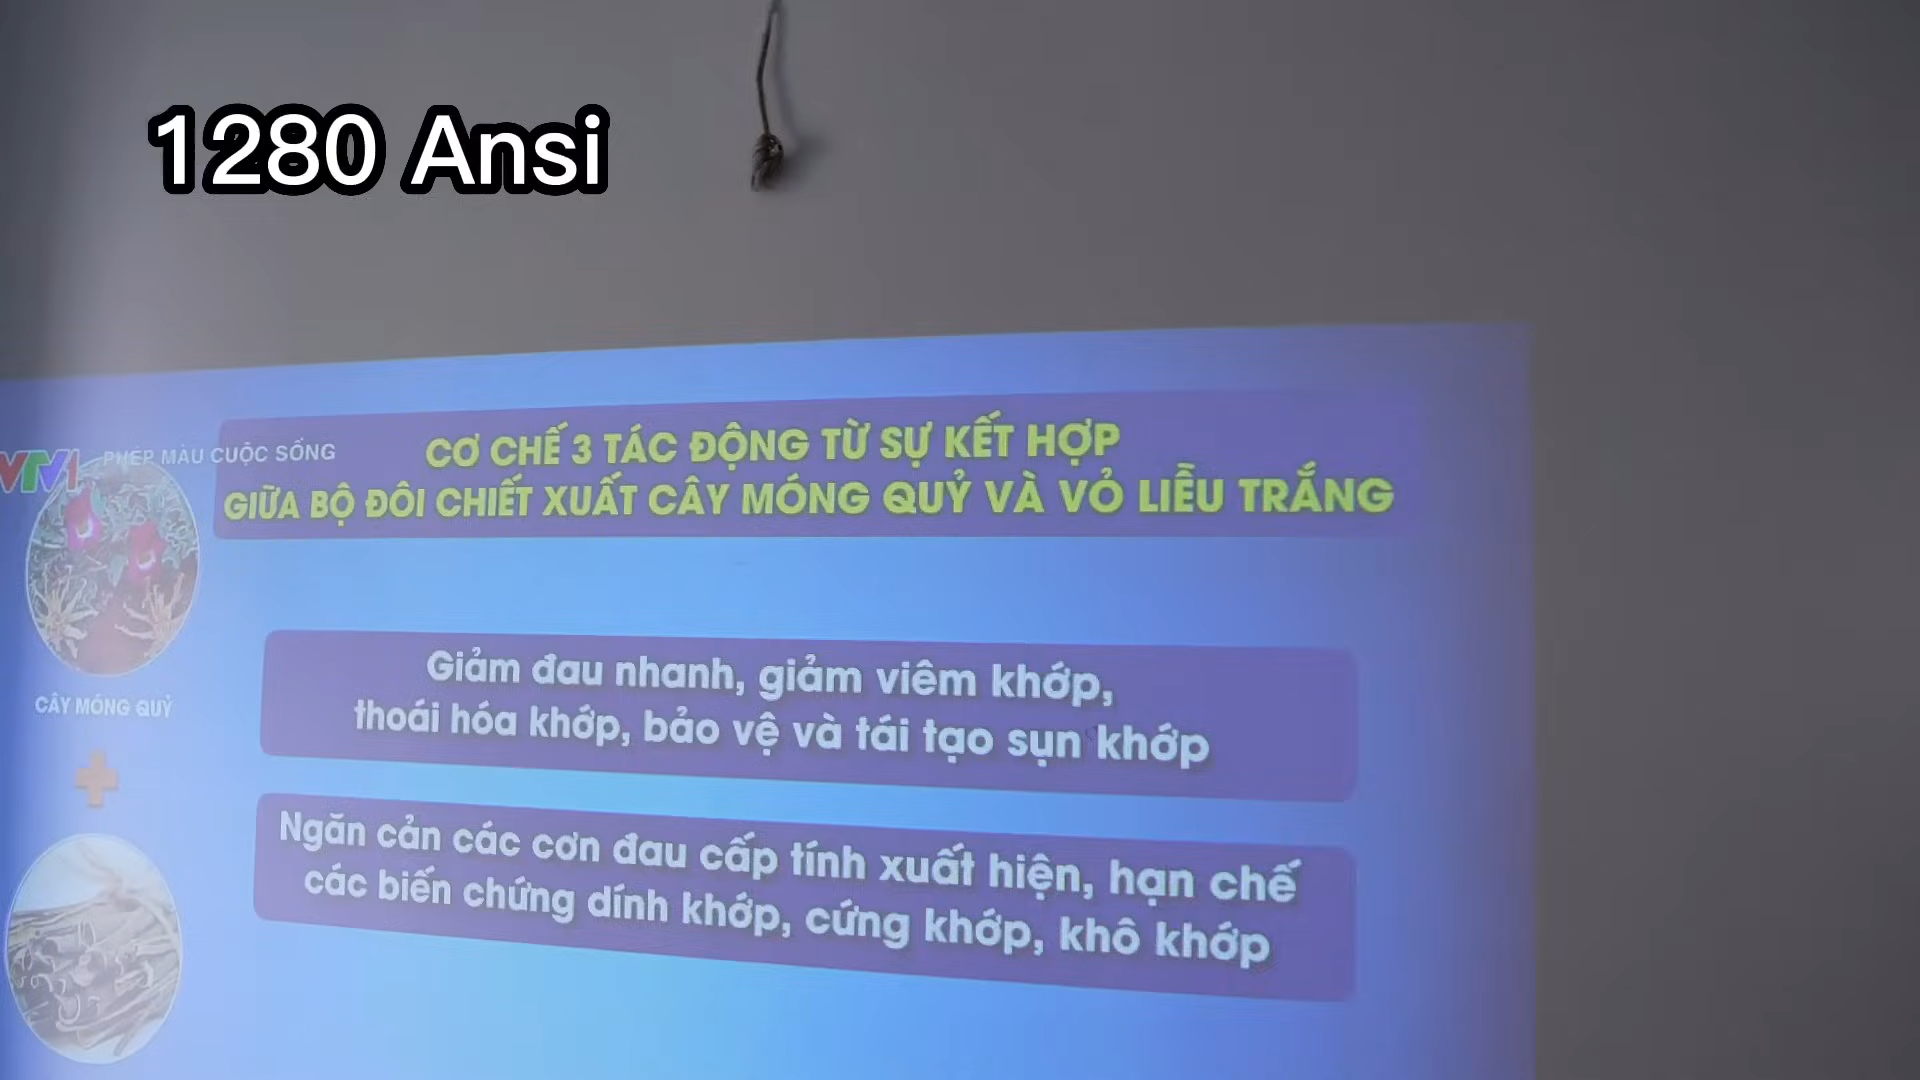 1280 Ansi
VTV1 PHÉP MÀU CUỘC SỐNG
CƠ CHẾ 3 TÁC ĐỘNG TỪ SỰ KẾT HỢP
GIỮA BỘ ĐÔI CHIẾT XUẤT CÂY MÓNG QUỶ VÀ VỎ LIỄU TRẮNG
Giảm đau nhanh, giảm viêm khớp,
thoái hóa khớp, bảo vệ và tái tạo sụn khớp
CÂY MÓNG QUỶ
Ngăn cản các cơn đau cấp tính xuất hiện, hạn chế
các biến chứng dính khớp, cứng khớp, khô khớp